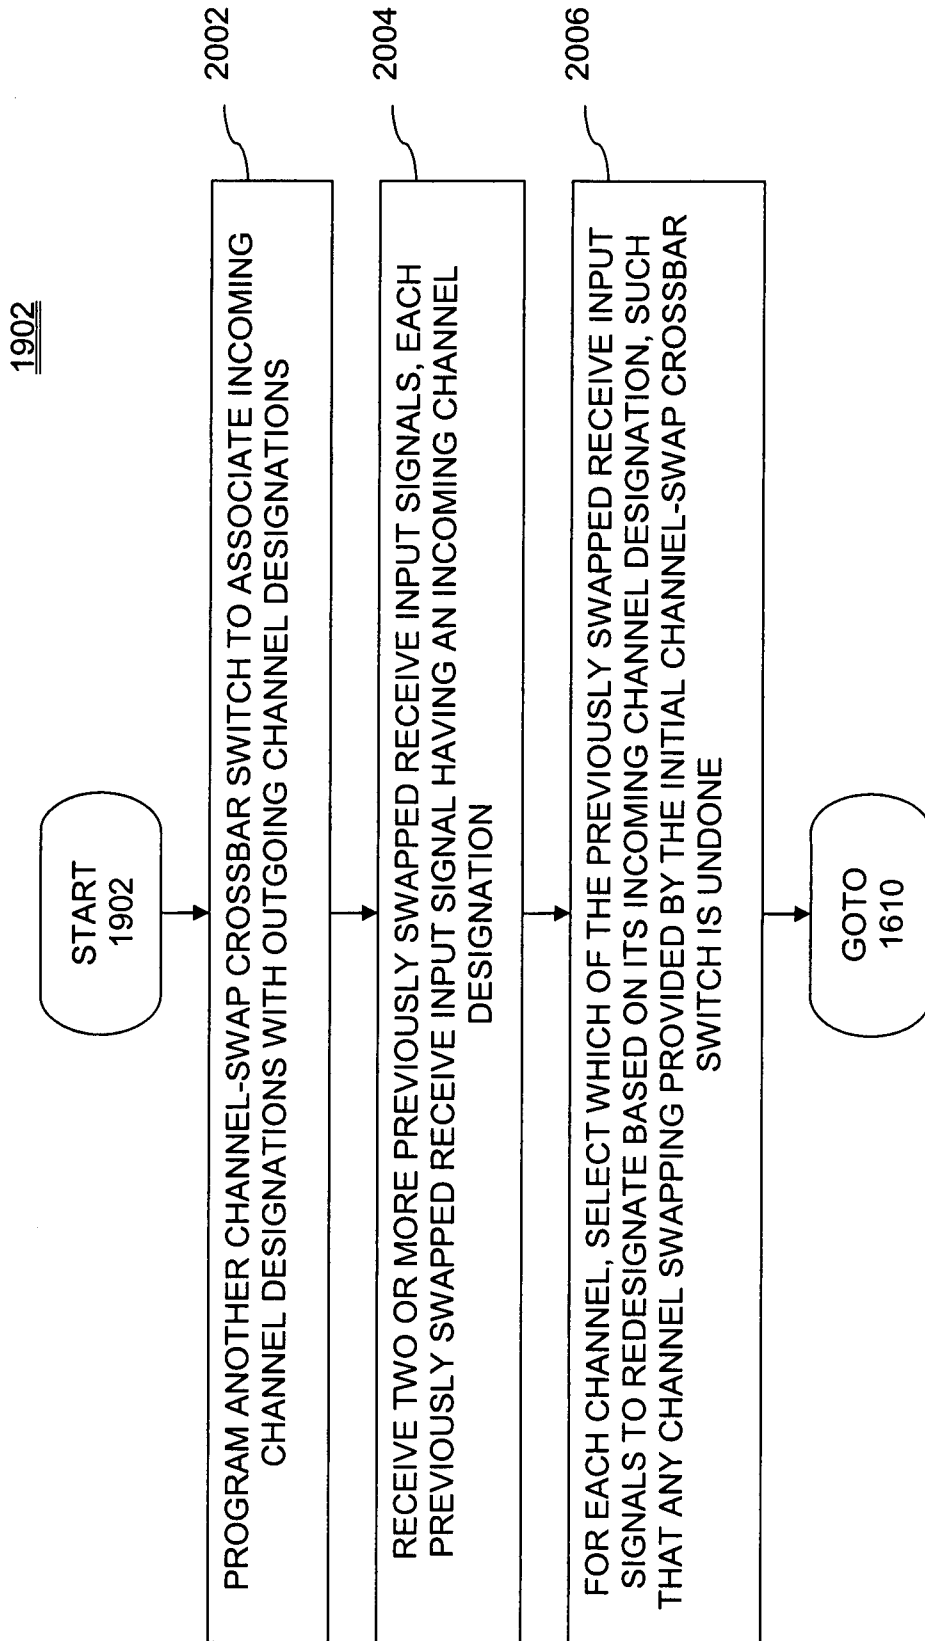 1902
START
1902
PROGRAM ANOTHER CHANNEL-SWAP CROSSBAR SWITCH TO ASSOCIATE INCOMING
CHANNEL DESIGNATIONS WITH OUTGOING CHANNEL DESIGNATIONS
2002
RECEIVE TWO OR MORE PREVIOUSLY SWAPPED RECEIVE INPUT SIGNALS, EACH
PREVIOUSLY SWAPPED RECEIVE INPUT SIGNAL HAVING AN INCOMING CHANNEL
DESIGNATION
2004
FOR EACH CHANNEL, SELECT WHICH OF THE PREVIOUSLY SWAPPED RECEIVE INPUT
SIGNALS TO REDESIGNATE BASED ON ITS INCOMING CHANNEL DESIGNATION, SUCH
THAT ANY CHANNEL SWAPPING PROVIDED BY THE INITIAL CHANNEL-SWAP CROSSBAR
SWITCH IS UNDONE
2006
GOTO
1610